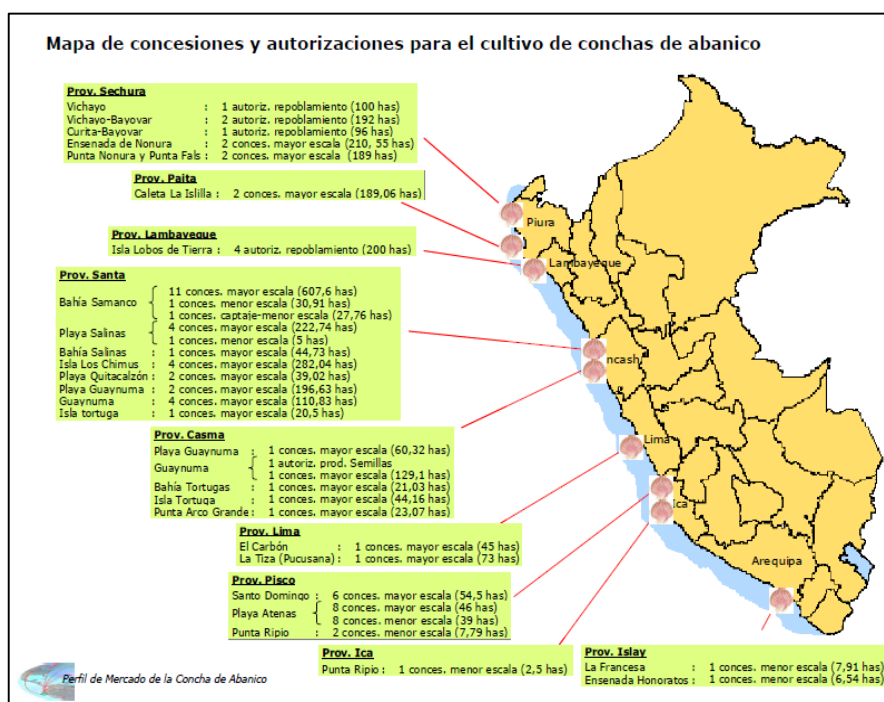 Mapa de concesiones y autorizaciones para el cultivo de conchas de abanico
Prov. Sechura
Vichayo : 1 autoriz. repoblamiento (100 has)
Vichayo-Bayovar : 2 autoriz. repoblamiento (192 has)
Curita-Bayovar : 1 autoriz. repoblamiento (96 has)
Ensenada de Nonura : 2 conces. mayor escala (210, 55 has)
Punta Nonura y Punta Fals : 2 conces. mayor escala (189 has)
Prov. Paita
Caleta La Islilla : 2 conces. mayor escala (189,06 has)
Prov. Lambayeque
Isla Lobos de Tierra : 4 autoriz. repoblamiento (200 has)
Prov. Santa
Bahía Samanco
11 conces. mayor escala (607,6 has)
1 conces. menor escala (30,91 has)
1 conces. captaje-menor escala (27,76 has)
Playa Salinas
4 conces. mayor escala (222,74 has)
1 conces. menor escala (5 has)
Bahía Salinas : 1 conces. mayor escala (44,73 has)
Isla Los Chimus : 4 conces. mayor escala (282,04 has)
Playa Quitacalzón : 2 conces. mayor escala (39,02 has)
Playa Guaynuma : 2 conces. mayor escala (196,63 has)
Guaynuma : 4 conces. mayor escala (110,83 has)
Isla tortuga : 1 conces. mayor escala (20,5 has)
Prov. Casma
Playa Guaynuma : 1 conces. mayor escala (60,32 has)
Guaynuma
1 autoriz. prod. Semillas
1 conces. mayor escala (129,1 has)
Bahía Tortugas : 1 conces. mayor escala (21,03 has)
Isla Tortuga : 1 conces. mayor escala (44,16 has)
Punta Arco Grande : 1 conces. mayor escala (23,07 has)
Prov. Lima
El Carbón : 1 conces. mayor escala (45 has)
La Tiza (Pucusana) : 1 conces. mayor escala (73 has)
Prov. Pisco
Santo Domingo : 6 conces. mayor escala (54,5 has)
Playa Atenas
8 conces. mayor escala (46 has)
8 conces. menor escala (39 has)
Punta Ripio : 2 conces. menor escala (7,79 has)
Prov. Ica
Punta Ripio : 1 conces. menor escala (2,5 has)
Prov. Islay
La Francesa : 1 conces. menor escala (7,91 has)
Ensenada Honoratos : 1 conces. menor escala (6,54 has)
Piura
Lambayeque
ncash
Lima
Ica
Arequipa
Perfil de Mercado de la Concha de Abanico